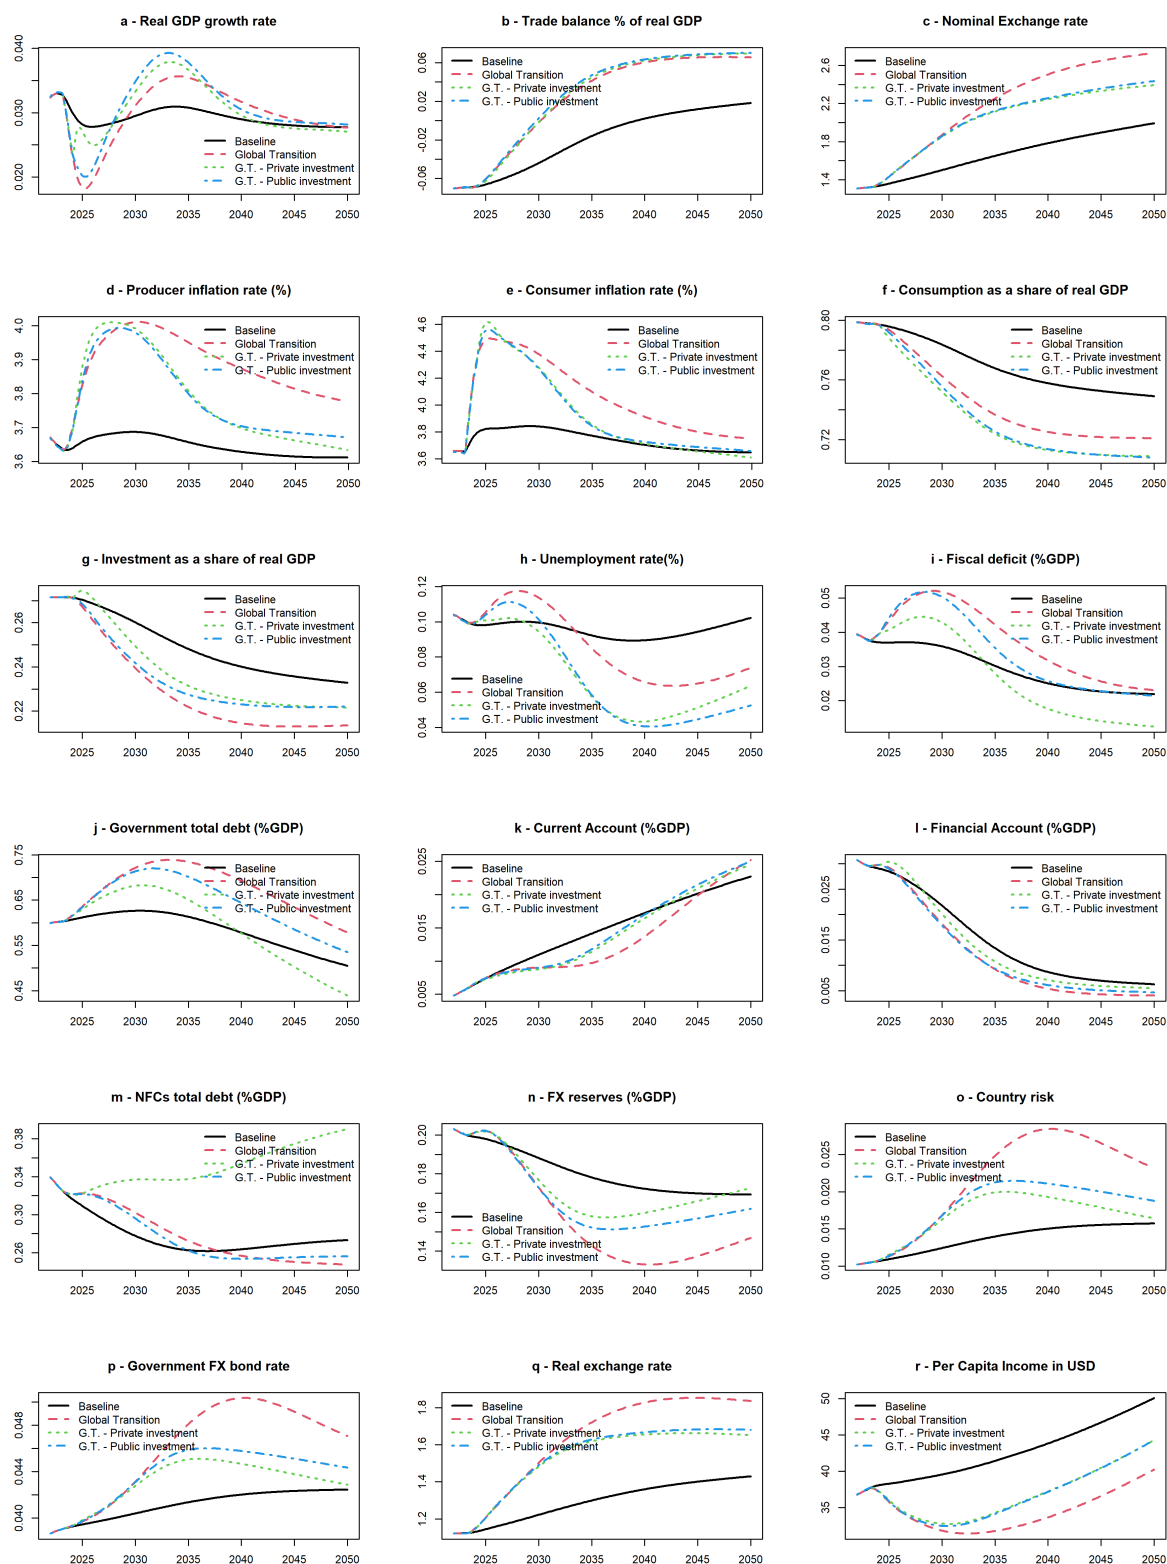 a - Real GDP growth rate
0.040
0.030
0.020
Baseline
Global Transition
G.T. - Private investment
G.T. - Public investment
2025 2030 2035 2040 2045 2050
b - Trade balance % of real GDP
0.06
0.02
-0.02
-0.06
Baseline
Global Transition
G.T. - Private investment
G.T. - Public investment
2025 2030 2035 2040 2045 2050
c - Nominal Exchange rate
2.6
2.2
1.8
1.4
Baseline
Global Transition
G.T. - Private investment
G.T. - Public investment
2025 2030 2035 2040 2045 2050
d - Producer inflation rate (%)
4.0
3.9
3.8
3.7
3.6
Baseline
Global Transition
G.T. - Private investment
G.T. - Public investment
2025 2030 2035 2040 2045 2050
e - Consumer inflation rate (%)
4.6
4.4
4.2
4.0
3.8
3.6
Baseline
Global Transition
G.T. - Private investment
G.T. - Public investment
2025 2030 2035 2040 2045 2050
f - Consumption as a share of real GDP
0.80
0.76
0.72
Baseline
Global Transition
G.T. - Private investment
G.T. - Public investment
2025 2030 2035 2040 2045 2050
g - Investment as a share of real GDP
0.26
0.24
0.22
Baseline
Global Transition
G.T. - Private investment
G.T. - Public investment
2025 2030 2035 2040 2045 2050
h - Unemployment rate(%)
0.12
0.10
0.08
0.06
0.04
Baseline
Global Transition
G.T. - Private investment
G.T. - Public investment
2025 2030 2035 2040 2045 2050
i - Fiscal deficit (%GDP)
0.05
0.04
0.03
0.02
Baseline
Global Transition
G.T. - Private investment
G.T. - Public investment
2025 2030 2035 2040 2045 2050
j - Government total debt (%GDP)
0.75
0.65
0.55
0.45
Baseline
Global Transition
G.T. - Private investment
G.T. - Public investment
2025 2030 2035 2040 2045 2050
k - Current Account (%GDP)
0.025
0.015
0.005
Baseline
Global Transition
G.T. - Private investment
G.T. - Public investment
2025 2030 2035 2040 2045 2050
l - Financial Account (%GDP)
0.025
0.015
0.005
Baseline
Global Transition
G.T. - Private investment
G.T. - Public investment
2025 2030 2035 2040 2045 2050
m - NFCs total debt (%GDP)
0.38
0.34
0.30
0.26
Baseline
Global Transition
G.T. - Private investment
G.T. - Public investment
2025 2030 2035 2040 2045 2050
n - FX reserves (%GDP)
0.20
0.18
0.16
0.14
Baseline
Global Transition
G.T. - Private investment
G.T. - Public investment
2025 2030 2035 2040 2045 2050
o - Country risk
0.025
0.020
0.015
0.010
Baseline
Global Transition
G.T. - Private investment
G.T. - Public investment
2025 2030 2035 2040 2045 2050
p - Government FX bond rate
0.048
0.044
0.040
Baseline
Global Transition
G.T. - Private investment
G.T. - Public investment
2025 2030 2035 2040 2045 2050
q - Real exchange rate
1.8
1.6
1.4
1.2
Baseline
Global Transition
G.T. - Private investment
G.T. - Public investment
2025 2030 2035 2040 2045 2050
r - Per Capita Income in USD
50
45
40
35
Baseline
Global Transition
G.T. - Private investment
G.T. - Public investment
2025 2030 2035 2040 2045 2050